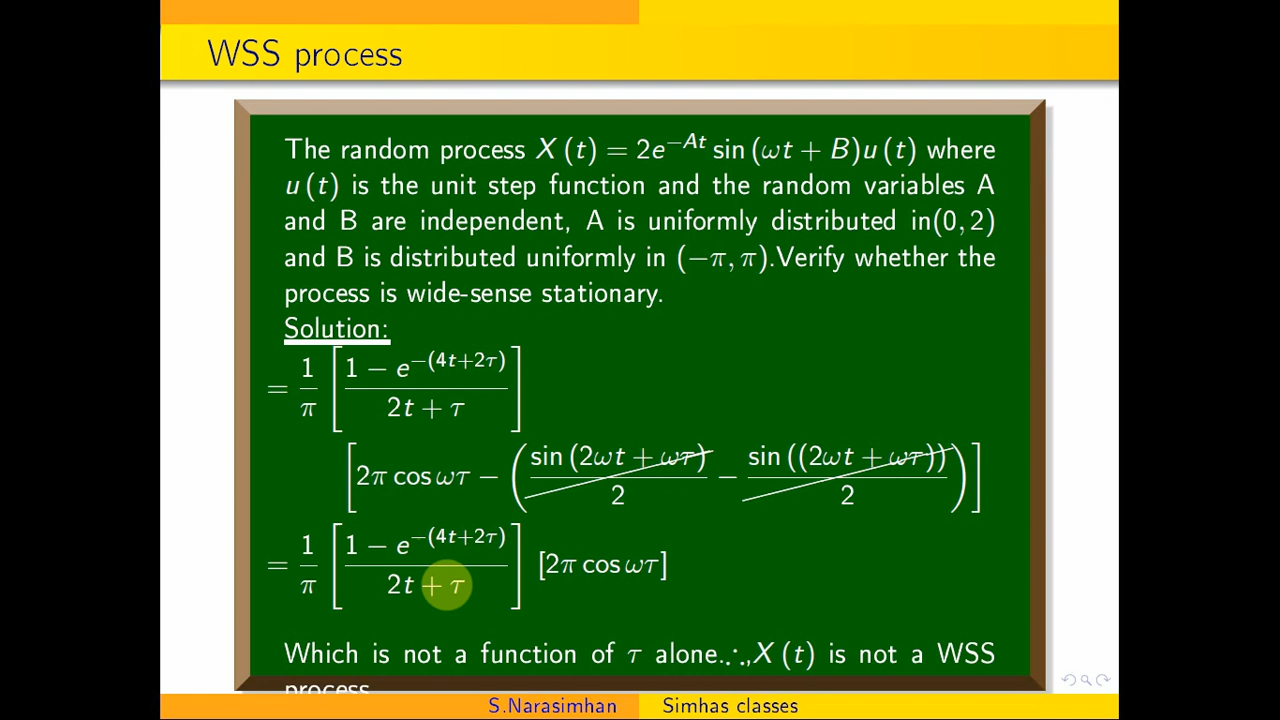 WSS process
The random process X(t) = 2e^{-At} sin(ωt + B)u(t) where
u(t) is the unit step function and the random variables A
and B are independent, A is uniformly distributed in(0, 2)
and B is distributed uniformly in (−π, π).Verify whether the
process is wide-sense stationary.
Solution:
= 1/π [ (1 − e^{−(4t+2τ)}) / (2t + τ) ]
[ 2π cos ωτ − ( sin (2ωt + ωτ) / 2 − sin ((2ωt + ωτ)) / 2 ) ]
= 1/π [ (1 − e^{−(4t+2τ)}) / (2t + τ) ] [2π cos ωτ]
Which is not a function of τ alone.∴,X(t) is not a WSS
process
S.Narasimhan
Simhas classes